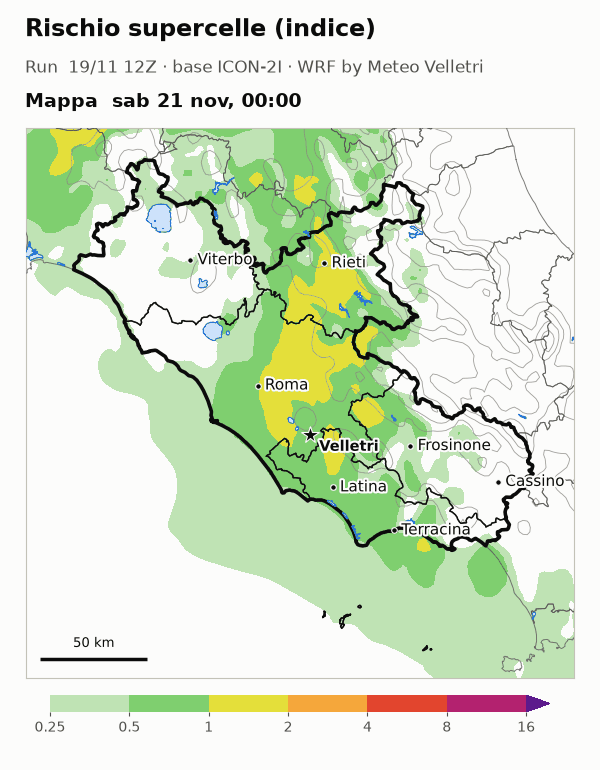 Rischio supercelle (indice)
Run  19/11 12Z · base ICON-2I · WRF by Meteo Velletri
Mappa  sab 21 nov, 00:00
Viterbo
Rieti
Roma
Velletri
Frosinone
Latina
Cassino
Terracina
50 km
0.25 0.5 1 2 4 8 16